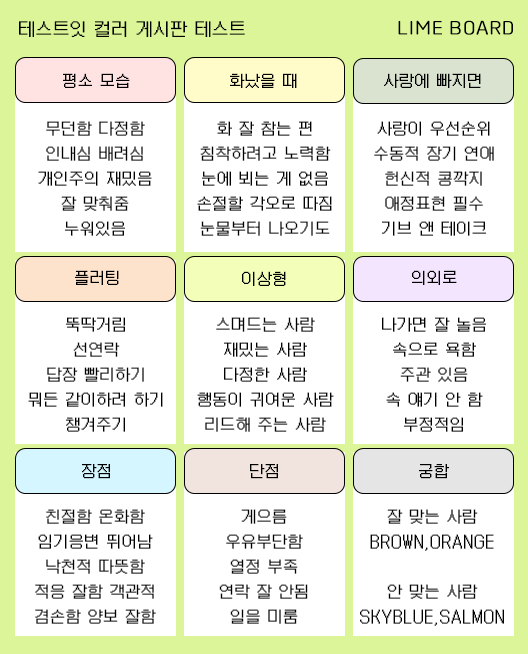 테스트잇 컬러 게시판 테스트
LIME BOARD
평소 모습
무던함 다정함
인내심 배려심
개인주의 재밌음
잘 맞춰줌
누워있음
화났을 때
화 잘 참는 편
침착하려고 노력함
눈에 뵈는 게 없음
손절할 각오로 따짐
눈물부터 나오기도
사랑에 빠지면
사랑이 우선순위
수동적 장기 연애
헌신적 콩깍지
애정표현 필수
기브 앤 테이크
플러팅
뚝딱거림
선연락
답장 빨리하기
뭐든 같이하려 하기
챙겨주기
이상형
스며드는 사람
재밌는 사람
다정한 사람
행동이 귀여운 사람
리드해 주는 사람
의외로
나가면 잘 놀음
속으로 욕함
주관 있음
속 얘기 안 함
부정적임
장점
친절함 온화함
임기응변 뛰어남
낙천적 따뜻함
적응 잘함 객관적
겸손함 양보 잘함
단점
게으름
우유부단함
열정 부족
연락 잘 안됨
일을 미룸
궁합
잘 맞는 사람
BROWN,ORANGE
안 맞는 사람
SKYBLUE,SALMON